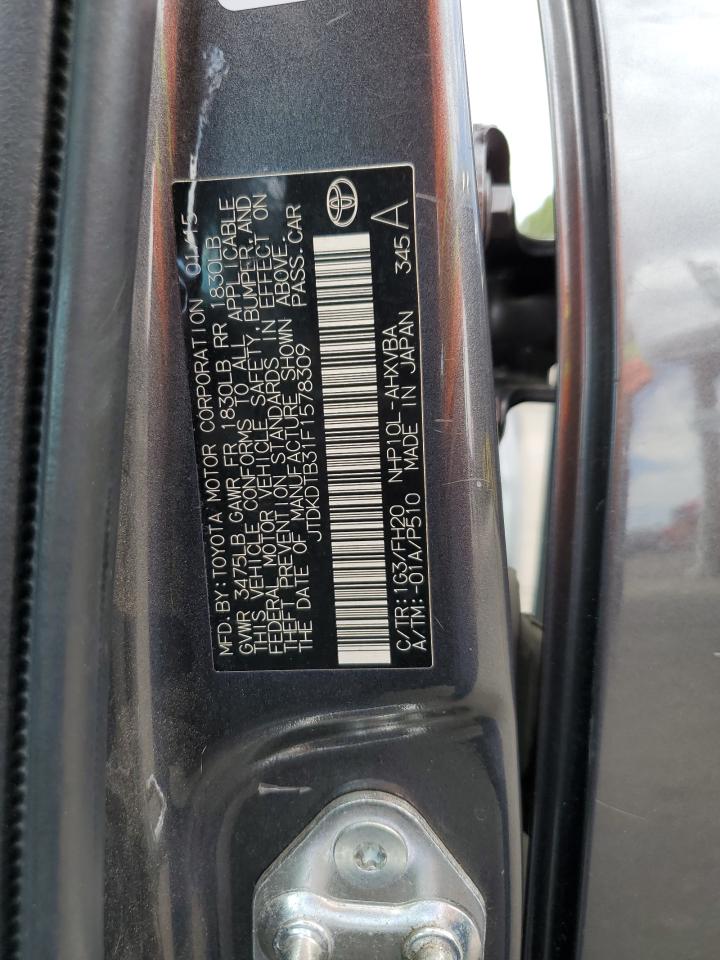 MFD. BY: TOYOTA MOTOR CORPORATION 01/15
GVWR 3475LB GAWR FR 1830LB RR 1830LB
THIS VEHICLE CONFORMS TO ALL APPLICABLE
FEDERAL MOTOR VEHICLE SAFETY, BUMPER, AND
THEFT PREVENTION STANDARDS IN EFFECT ON
THE DATE OF MANUFACTURE SHOWN ABOVE.
JTDKDTB31F1578309 PASS. CAR
C/TR: 1G3/FH20 NHP10L-AHXVBA 345
A/TM: -01A/P510 MADE IN JAPAN A